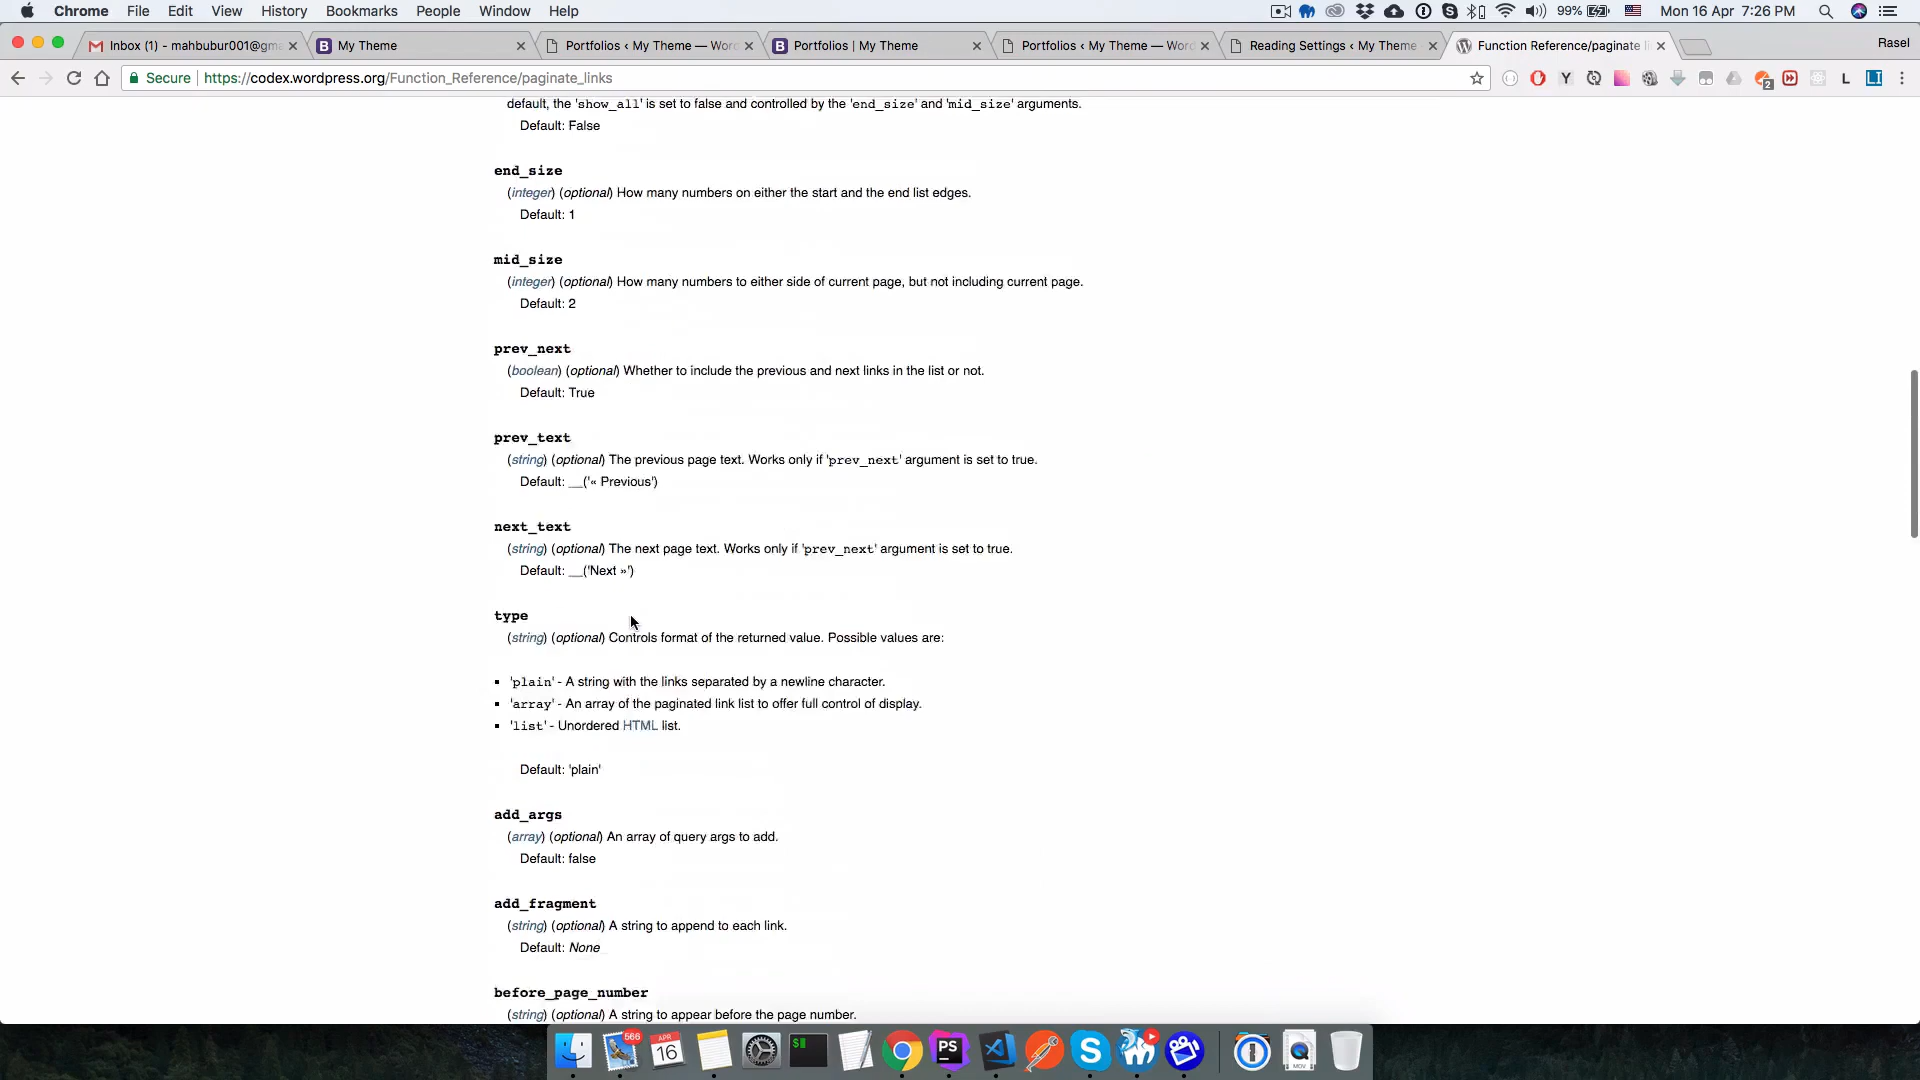 Chrome File Edit View History Bookmarks People Window Help 99% Mon 16 Apr 7:26 PM
Inbox (1) - mahbubur001@gm My Theme Portfolios ‹ My Theme — Word Portfolios | My Theme Portfolios ‹ My Theme — Word Reading Settings ‹ My Theme Function Reference/paginate li Rasel
Secure https://codex.wordpress.org/Function_Reference/paginate_links
default, the 'show_all' is set to false and controlled by the 'end_size' and 'mid_size' arguments.
Default: False
end_size
(integer) (optional) How many numbers on either the start and the end list edges.
Default: 1
mid_size
(integer) (optional) How many numbers to either side of current page, but not including current page.
Default: 2
prev_next
(boolean) (optional) Whether to include the previous and next links in the list or not.
Default: True
prev_text
(string) (optional) The previous page text. Works only if 'prev_next' argument is set to true.
Default: __('« Previous')
next_text
(string) (optional) The next page text. Works only if 'prev_next' argument is set to true.
Default: __('Next »')
type
(string) (optional) Controls format of the returned value. Possible values are:
'plain' - A string with the links separated by a newline character.
'array' - An array of the paginated link list to offer full control of display.
'list' - Unordered HTML list.
Default: 'plain'
add_args
(array) (optional) An array of query args to add.
Default: false
add_fragment
(string) (optional) A string to append to each link.
Default: None
before_page_number
(string) (optional) A string to appear before the page number.
566
APR
16
PS